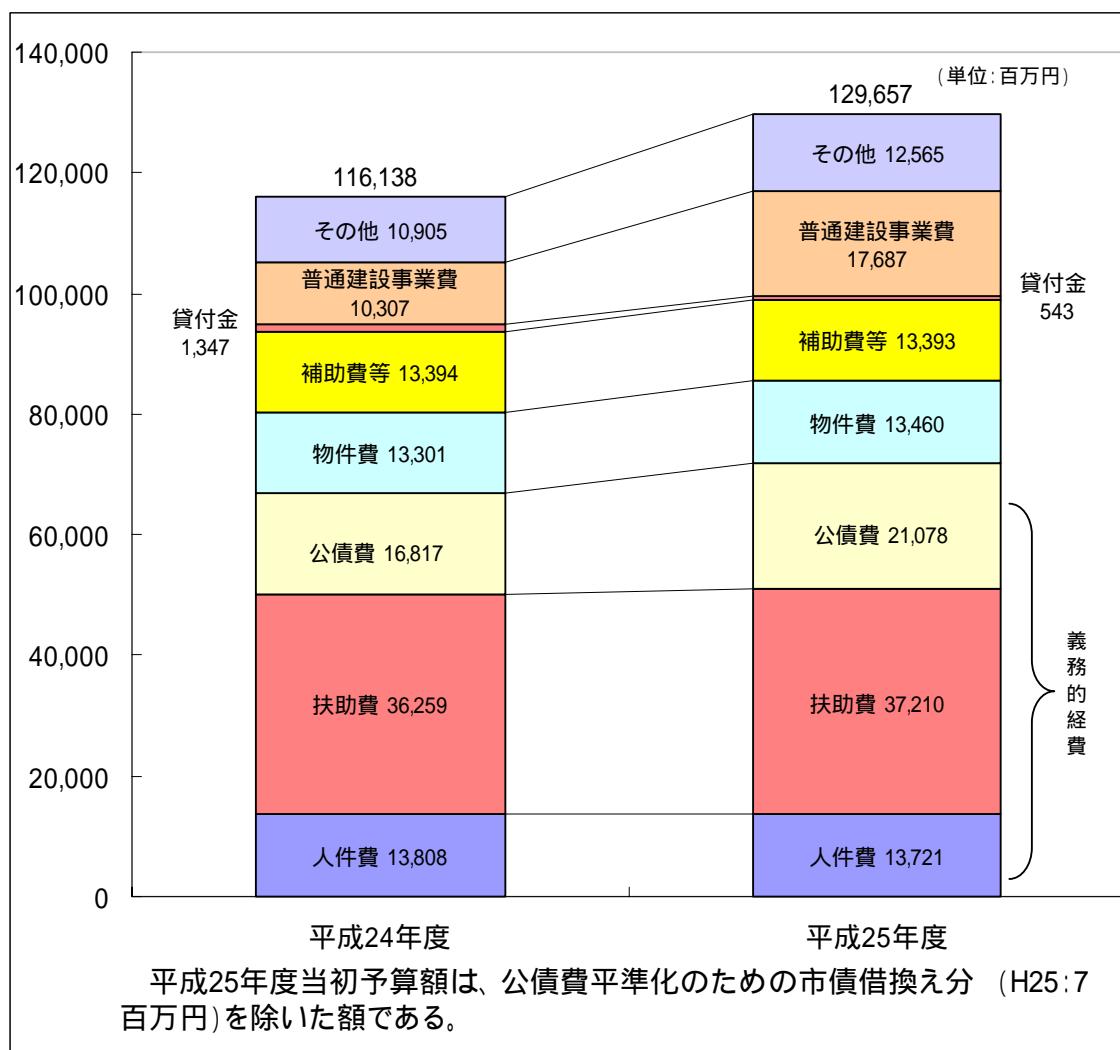 140,000
120,000
100,000
80,000
60,000
40,000
20,000
0
(単位:百万円)
116,138
その他 10,905
普通建設事業費
10,307
貸付金
1,347
補助費等 13,394
物件費 13,301
公債費 16,817
扶助費 36,259
人件費 13,808
129,657
その他 12,565
普通建設事業費
17,687
貸付金
543
補助費等 13,393
物件費 13,460
公債費 21,078
扶助費 37,210
人件費 13,721
義務的経費
平成24年度
平成25年度
平成25年度当初予算額は、公債費平準化のための市債借換え分 (H25:7
百万円)を除いた額である。